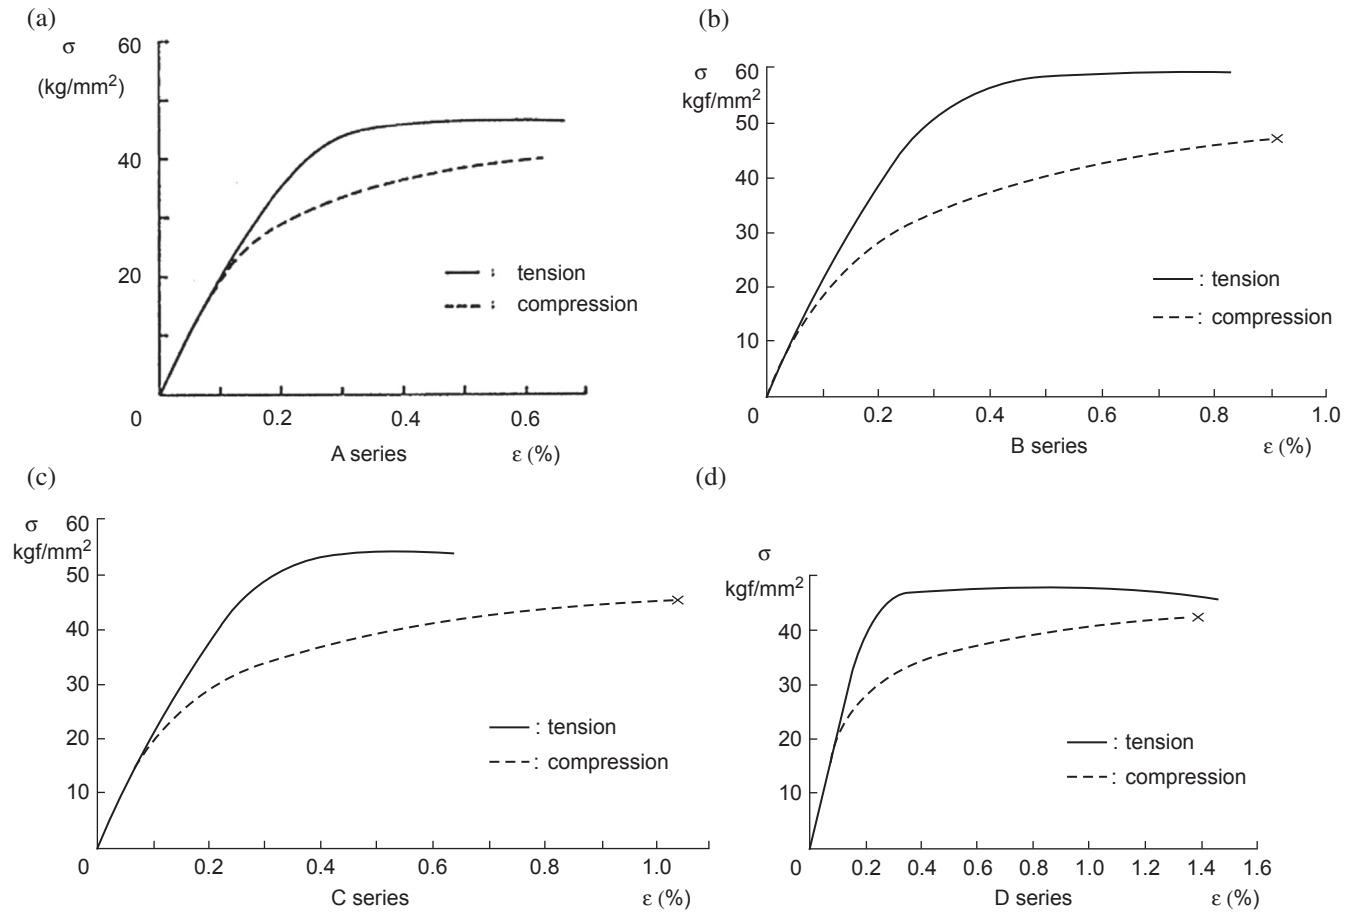 (a)
σ
(kg/mm²)
60
40
20
0
0.2
0.4
0.6
: tension
: compression
A series
ε (%)
(b)
σ
kgf/mm²
60
50
40
30
20
10
0
0.2
0.4
0.6
0.8
1.0
: tension
: compression
B series
ε (%)
(c)
σ
kgf/mm²
60
50
40
30
20
10
0
0.2
0.4
0.6
0.8
1.0
: tension
: compression
C series
ε (%)
(d)
σ
kgf/mm²
40
30
20
10
0
0.2
0.4
0.6
0.8
1.0
1.2
1.4
1.6
: tension
: compression
D series
ε (%)